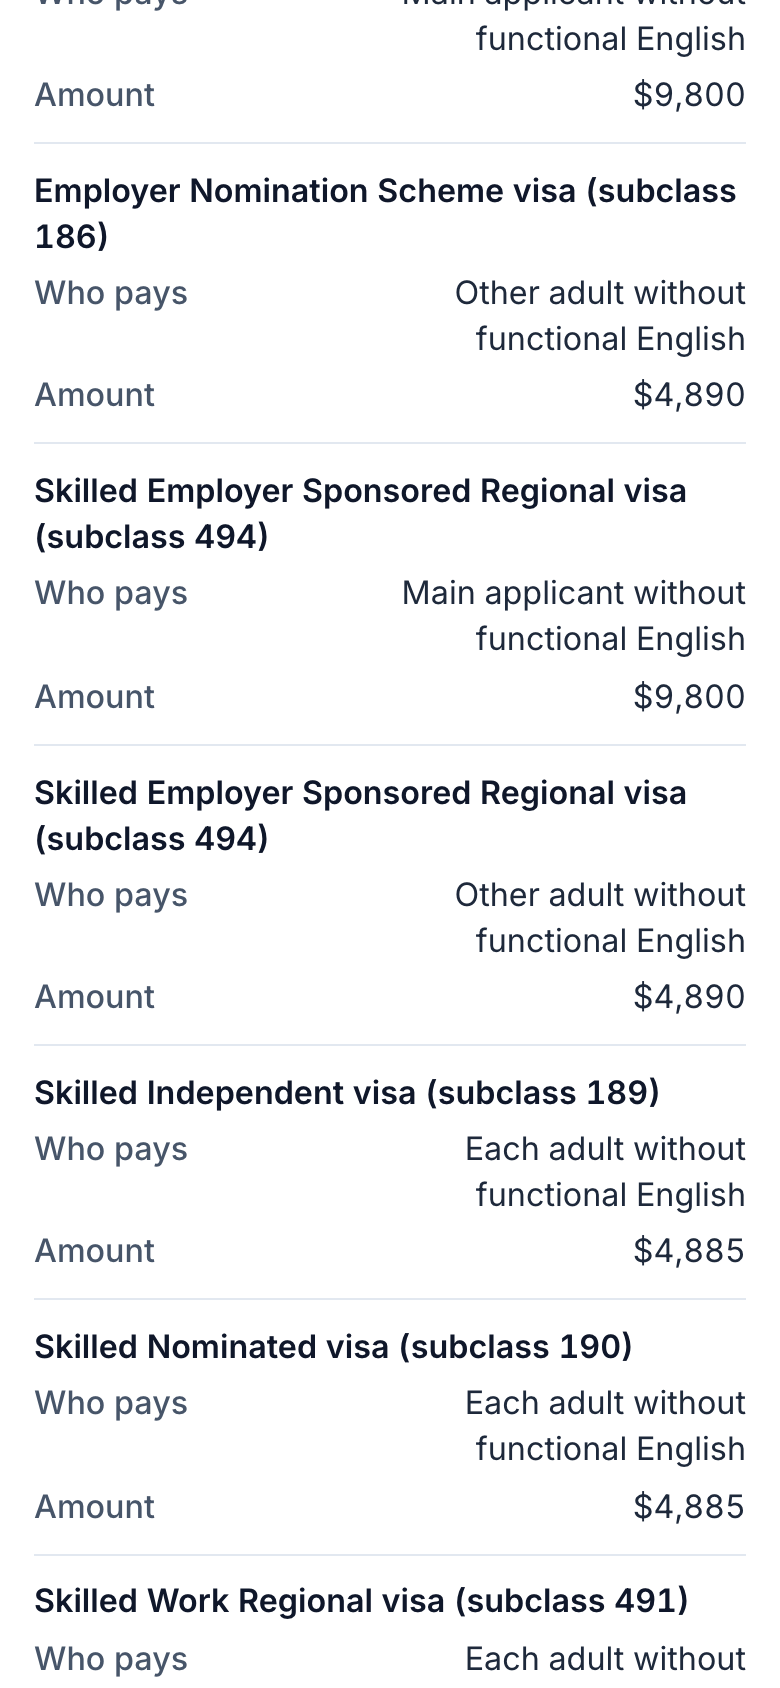 Who pays Main applicant without
functional English
Amount $9,800
Employer Nomination Scheme visa (subclass
186)
Who pays Other adult without
functional English
Amount $4,890
Skilled Employer Sponsored Regional visa
(subclass 494)
Who pays Main applicant without
functional English
Amount $9,800
Skilled Employer Sponsored Regional visa
(subclass 494)
Who pays Other adult without
functional English
Amount $4,890
Skilled Independent visa (subclass 189)
Who pays Each adult without
functional English
Amount $4,885
Skilled Nominated visa (subclass 190)
Who pays Each adult without
functional English
Amount $4,885
Skilled Work Regional visa (subclass 491)
Who pays Each adult without